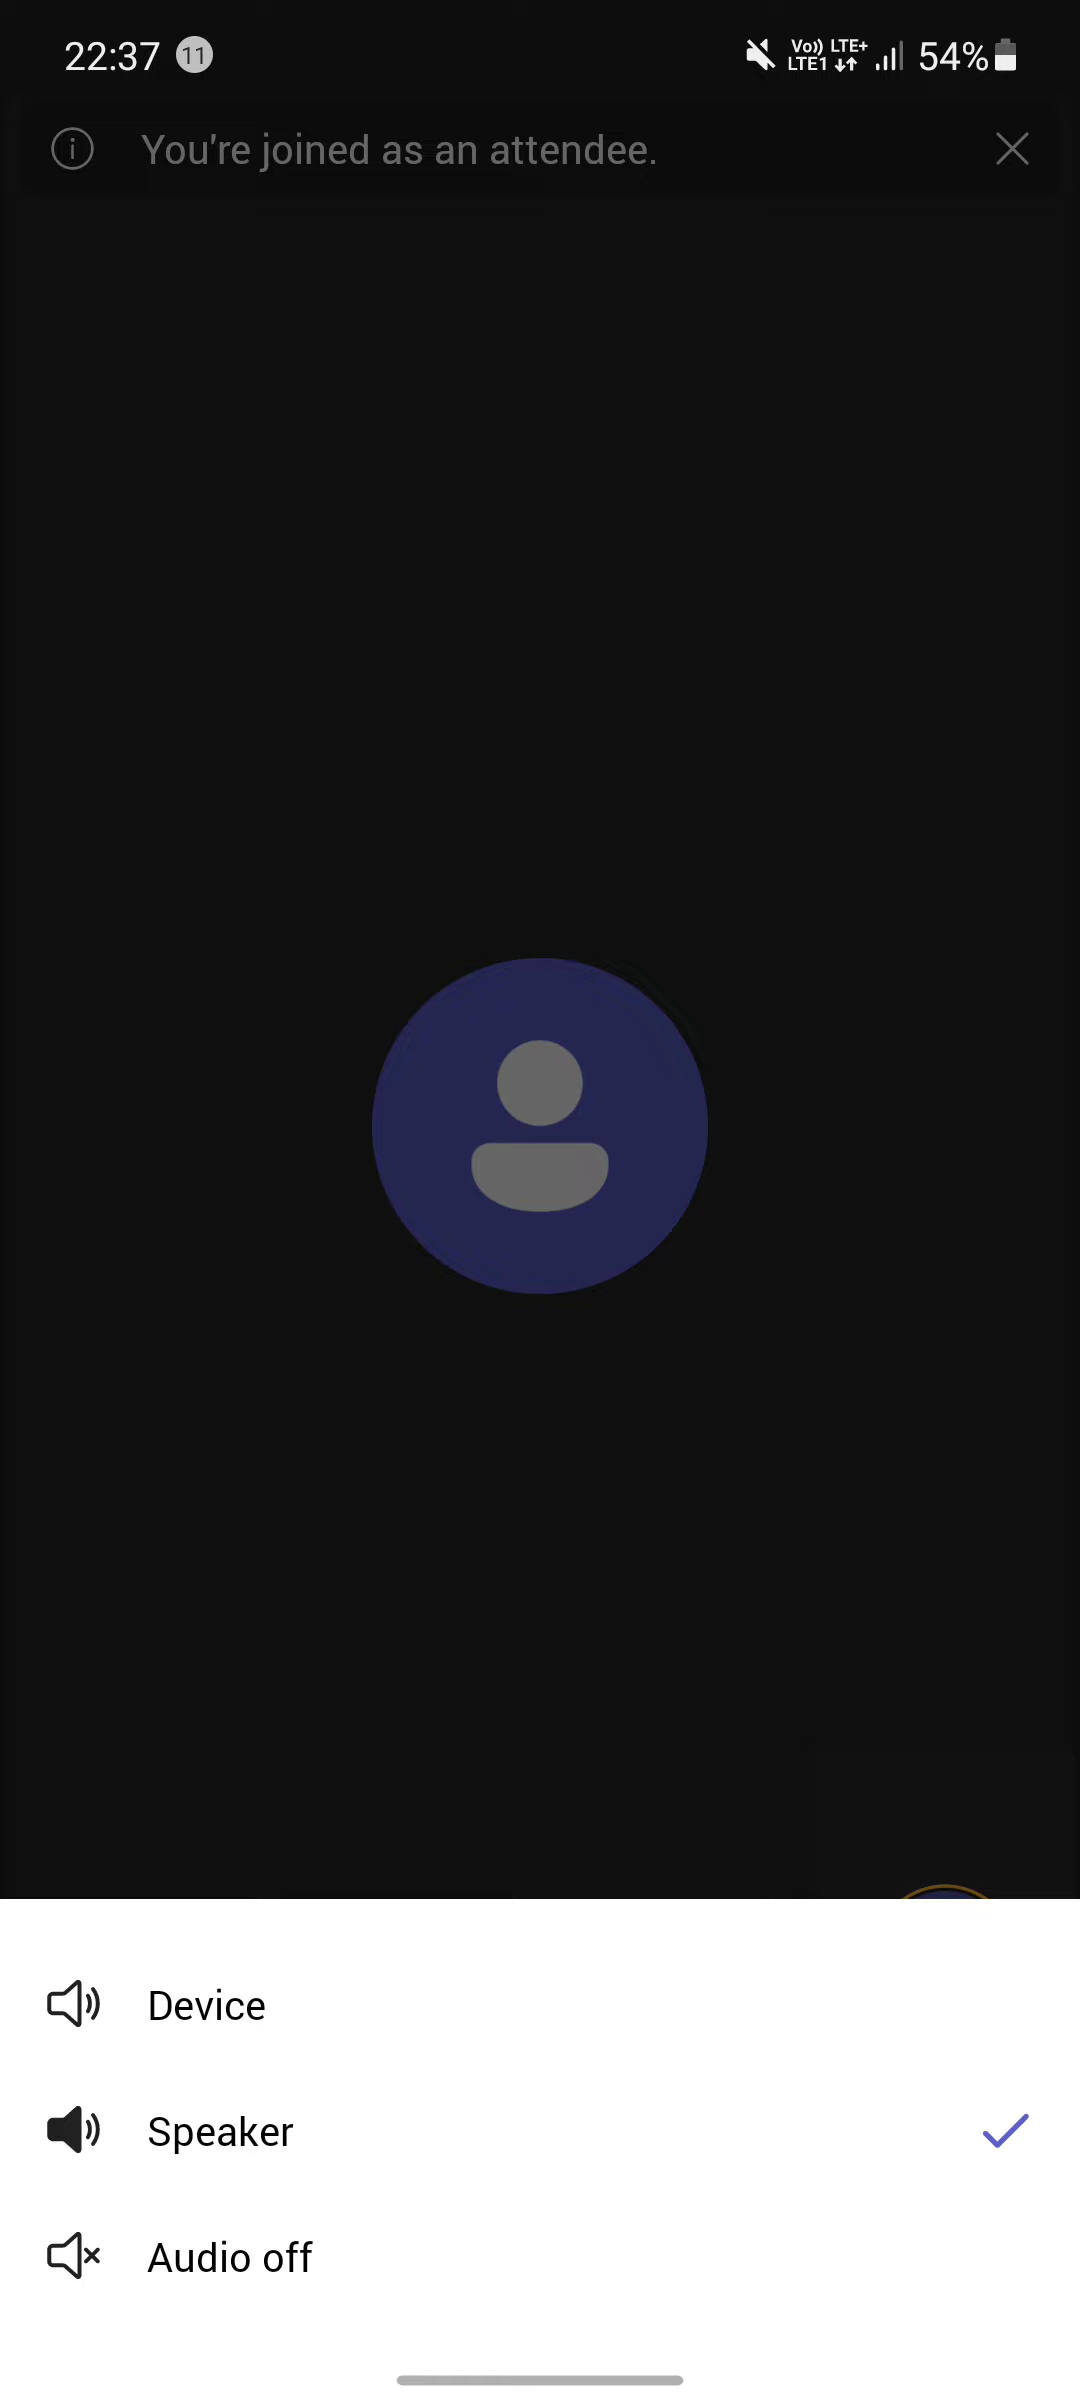 22:37 11 Vo)) LTE1 LTE+ 54%
You're joined as an attendee.
Device
Speaker
Audio off